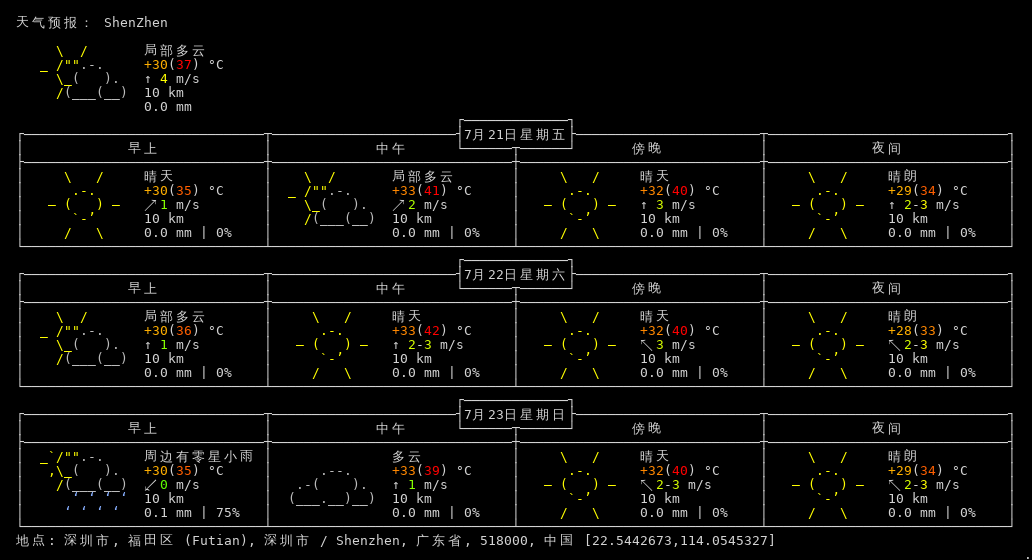 天气预报： ShenZhen
局部多云
+30(37) °C
↑ 4 m/s
10 km
0.0 mm
7月21日星期五
早上 中午 傍晚 夜间
晴天 局部多云 晴天 晴朗
+30(35) °C +33(41) °C +32(40) °C +29(34) °C
↗1 m/s ↗2 m/s ↑ 3 m/s ↑ 2-3 m/s
10 km 10 km 10 km 10 km
0.0 mm | 0% 0.0 mm | 0% 0.0 mm | 0% 0.0 mm | 0%
7月22日星期六
早上 中午 傍晚 夜间
局部多云 晴天 晴天 晴朗
+30(36) °C +33(42) °C +32(40) °C +28(33) °C
↑ 1 m/s ↑ 2-3 m/s ↖3 m/s ↖2-3 m/s
10 km 10 km 10 km 10 km
0.0 mm | 0% 0.0 mm | 0% 0.0 mm | 0% 0.0 mm | 0%
7月23日星期日
早上 中午 傍晚 夜间
周边有零星小雨 多云 晴天 晴朗
+30(35) °C +33(39) °C +32(40) °C +29(34) °C
↙0 m/s ↑ 1 m/s ↖2-3 m/s ↖2-3 m/s
10 km 10 km 10 km 10 km
0.1 mm | 75% 0.0 mm | 0% 0.0 mm | 0% 0.0 mm | 0%
地点: 深圳市, 福田区 (Futian), 深圳市 / Shenzhen, 广东省, 518000, 中国 [22.5442673,114.0545327]